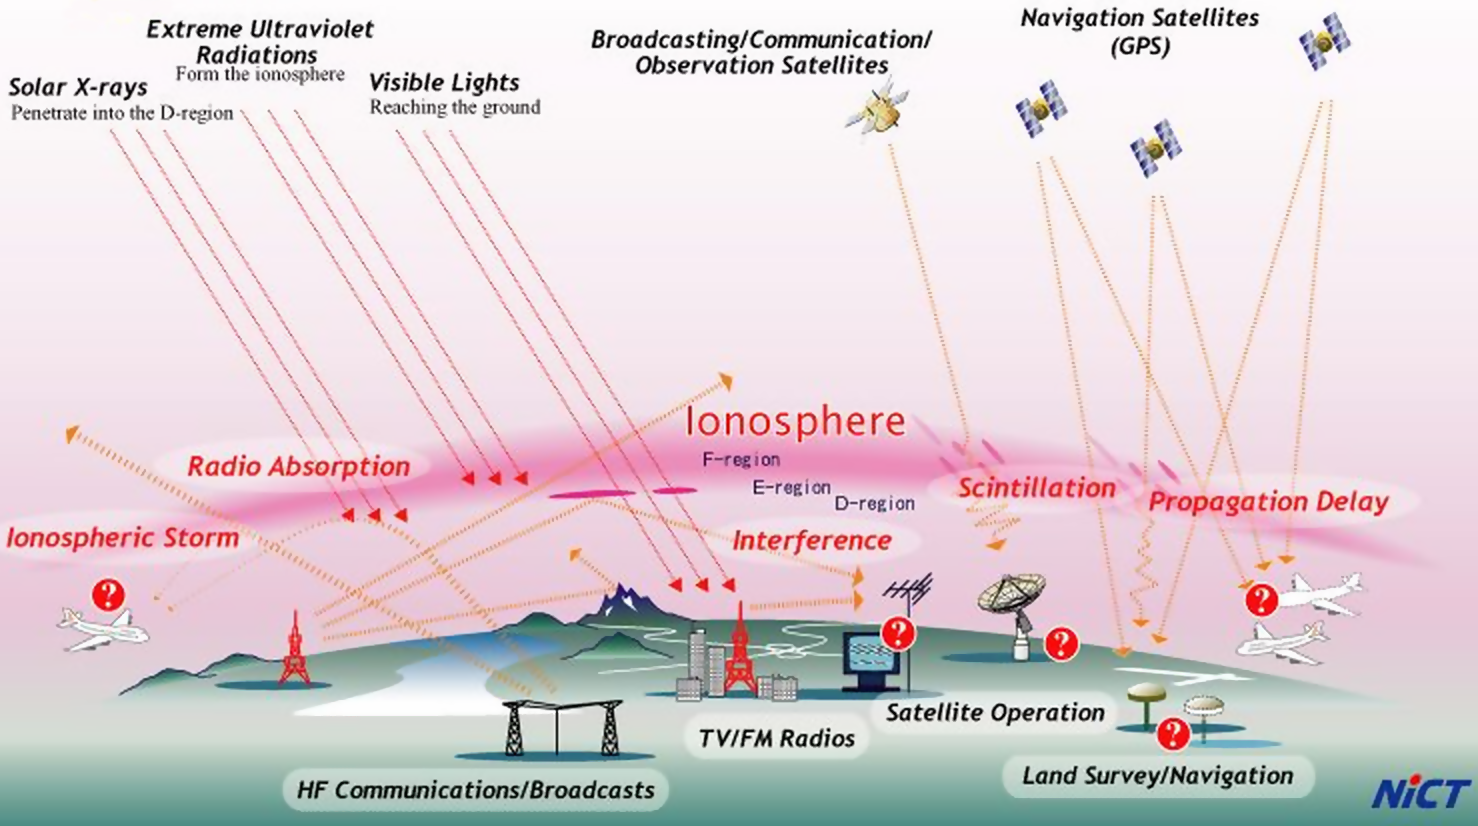 Extreme Ultraviolet
Radiations
Form the ionosphere
Solar X-rays
Penetrate into the D-region
Visible Lights
Reaching the ground
Broadcasting/Communication/
Observation Satellites
Navigation Satellites
(GPS)
Ionosphere
F-region
E-region
D-region
Radio Absorption
Ionospheric Storm
Interference
Scintillation
Propagation Delay
?
?
?
?
?
Satellite Operation
TV/FM Radios
HF Communications/Broadcasts
Land Survey/Navigation
NiCT